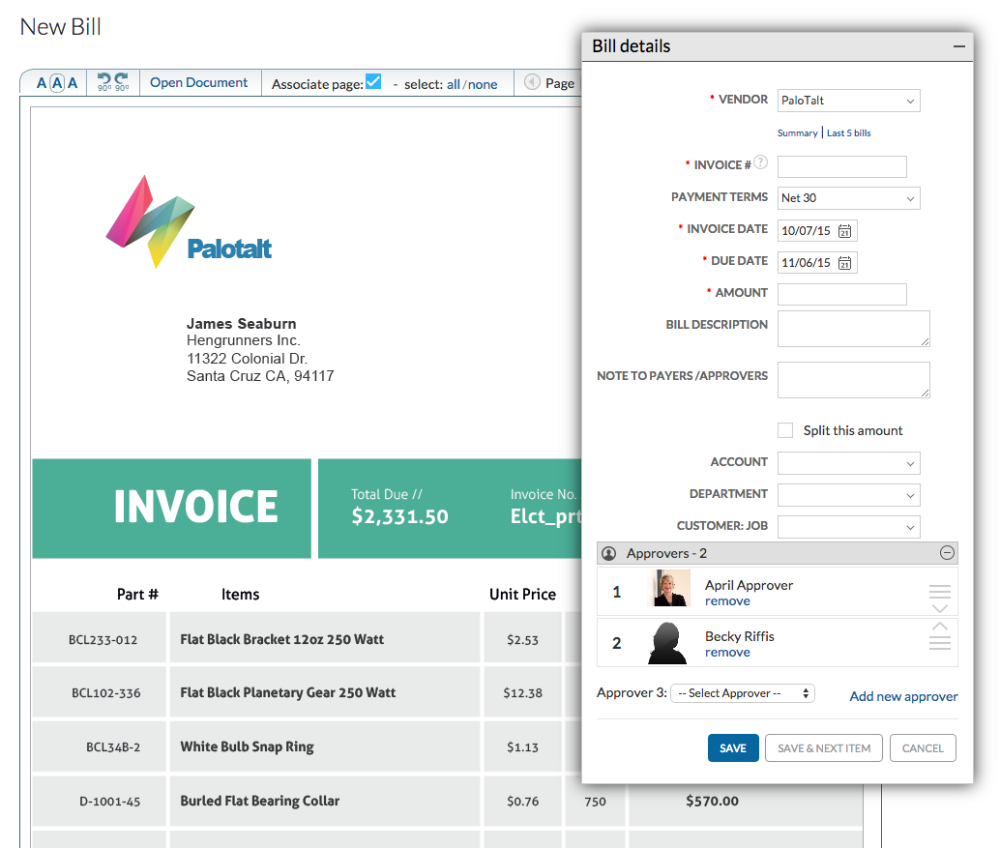 New Bill
A A A 90° 90° Open Document Associate page: - select: all / none Page
Palotalt
James Seaburn
Hengrunners Inc.
11322 Colonial Dr.
Santa Cruz CA, 94117
INVOICE
Total Due // Invoice No.
$2,331.50 Elct_prt
Part # Items Unit Price
BCL233-012 Flat Black Bracket 12oz 250 Watt $2.53
BCL102-336 Flat Black Planetary Gear 250 Watt $12.38
BCL34B-2 White Bulb Snap Ring $1.13
D-1001-45 Burled Flat Bearing Collar $0.76 750 $570.00
Bill details
* VENDOR PaloTalt
Summary | Last 5 bills
* INVOICE # ?
PAYMENT TERMS Net 30
* INVOICE DATE 10/07/15 21
* DUE DATE 11/06/15 21
* AMOUNT
BILL DESCRIPTION
NOTE TO PAYERS /APPROVERS
Split this amount
ACCOUNT
DEPARTMENT
CUSTOMER: JOB
Approvers - 2
1 April Approver
remove
2 Becky Riffis
remove
Approver 3: -- Select Approver -- Add new approver
SAVE SAVE & NEXT ITEM CANCEL